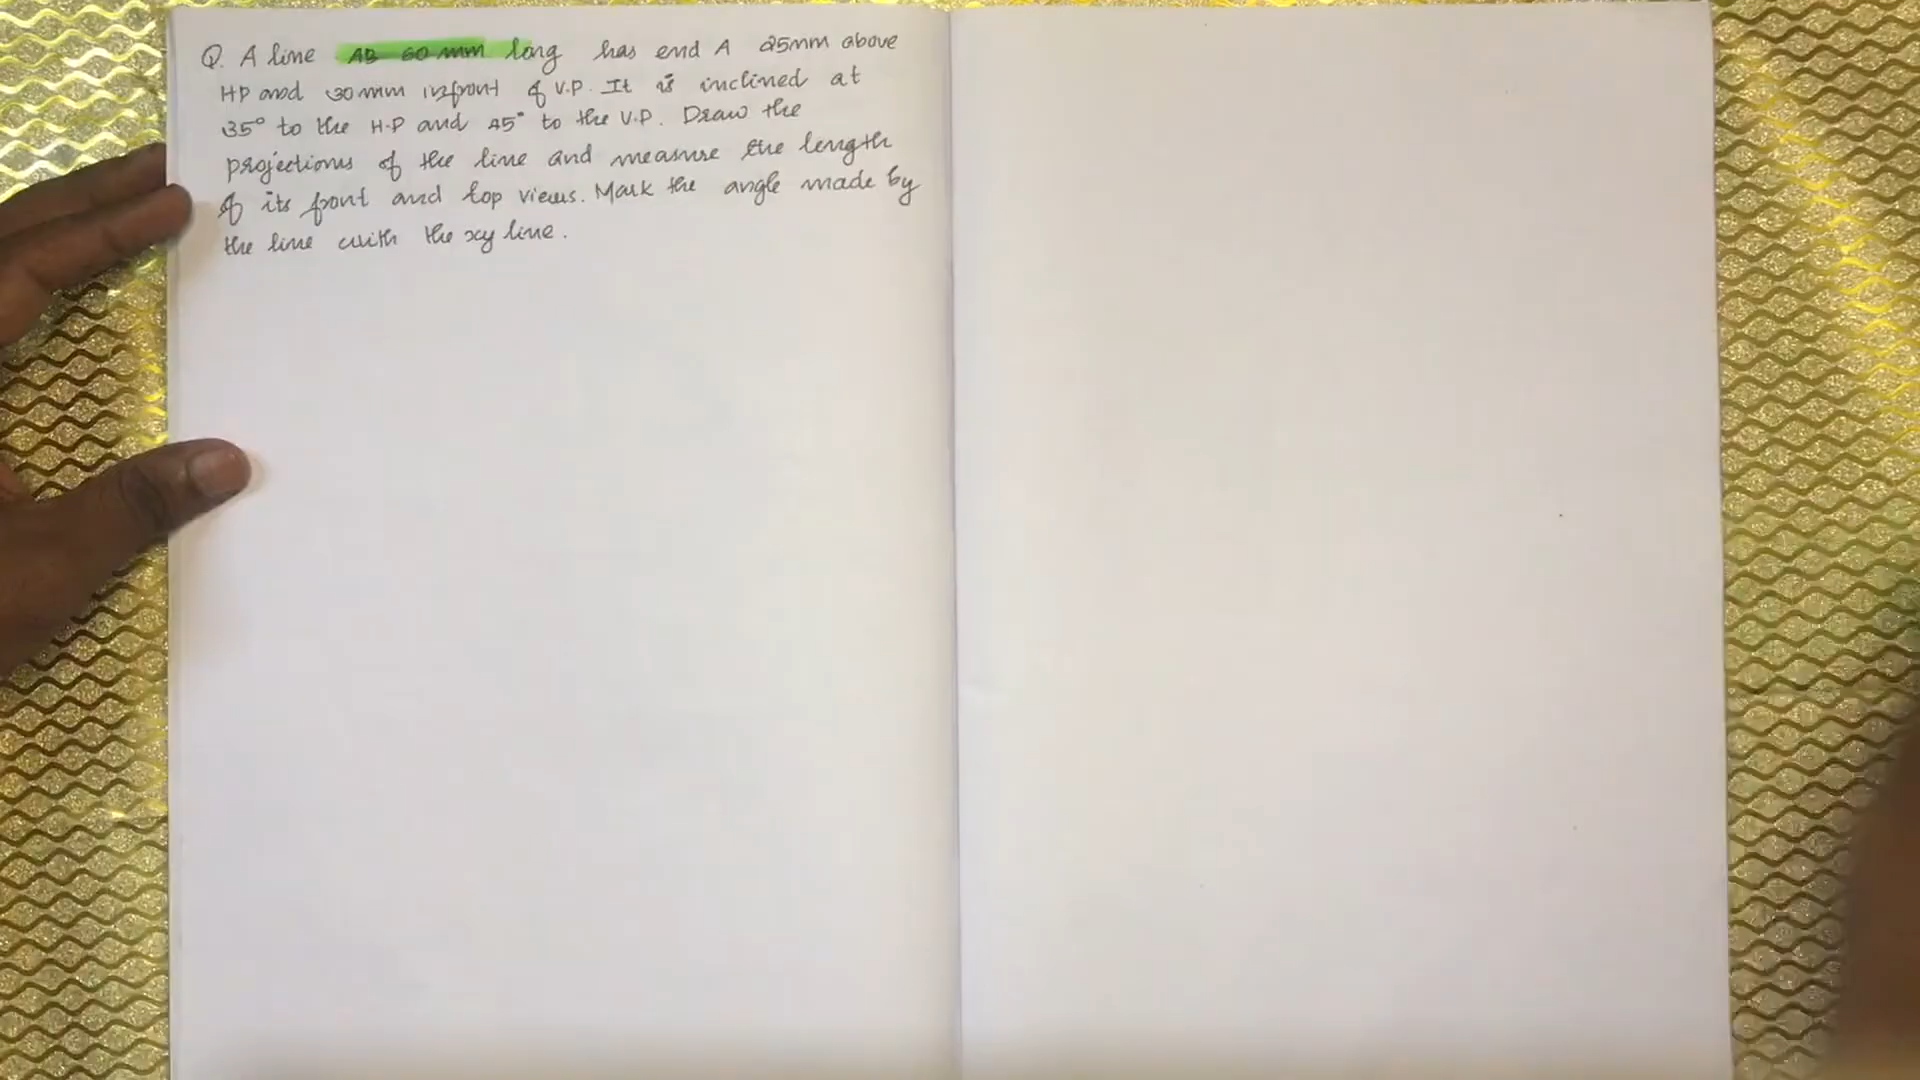 Q. A line AB 60 mm long has end A 25mm above
HP and 30 mm infront of V.P. It is inclined at
35° to the H.P and 45° to the V.P. Draw the
projections of the line and measure the length
of its front and top views. Mark the angle made by
the line with the xy line.